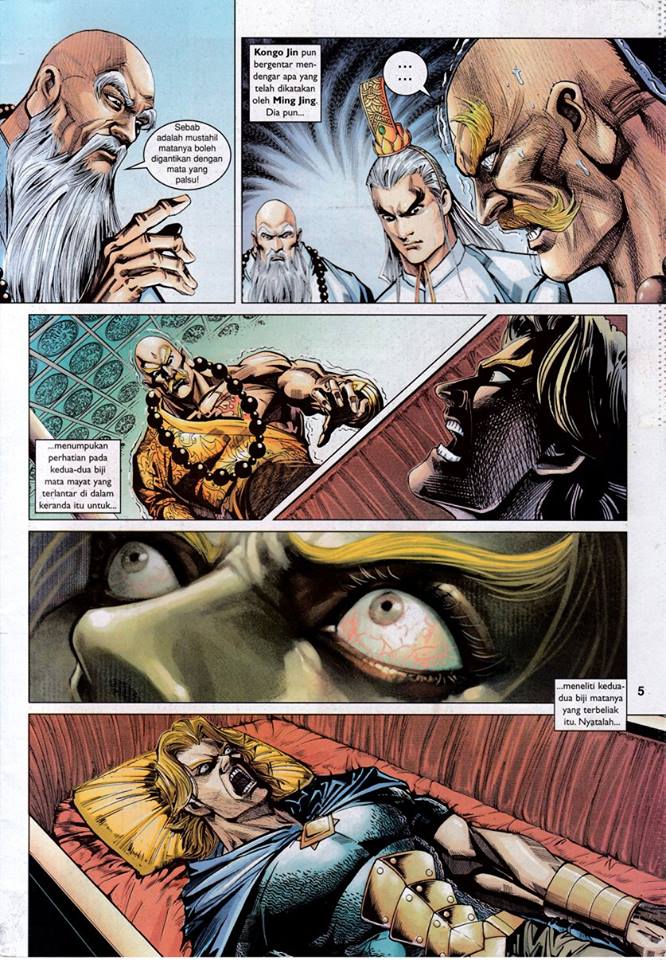 Sebab
adalah mustahil
matanya boleh
digantikan dengan
mata yang
palsu!
Kongo Jin pun
bergentar men-
dengar apa yang
telah dikatakan
oleh Ming Jing.
Dia pun...
...
...
...menumpukan
perhatian pada
kedua-dua biji
mata mayat yang
terlantar di dalam
keranda itu untuk...
...meneliti kedua-
dua biji matanya
yang terbeliak
itu. Nyatalah...
5